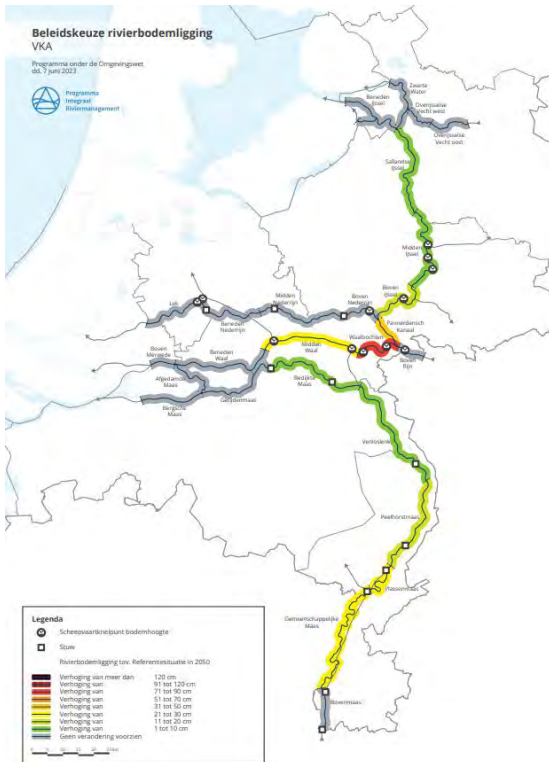 Beleidskeuze rivierbodemligging
VKA
Programma onder de Omgevingswet
dd. 7 juni 2023
Programma
Integraal
Riviermanagement
Zwarte
Water
Beneden
IJssel
Overijsselse
Vecht west
Overijsselse
Vecht oost
Sallandse
IJssel
Midden
IJssel
Boven
IJssel
Lek
Midden
Nederrijn
Boven
Nederrijn
Beneden
Nederrijn
Pannerdensch
Kanaal
Waalbochten
Boven
Rijn
Midden
Waal
Boven
Merwede
Beneden
Waal
Afgedamde
Maas
Bergsche
Maas
Getijdenmaas
Bedijkte
Maas
Peelhorstmaas
Plassenmaas
Gemeenschappelijke
Maas
Bovenmaas
Legenda
Scheepvaartknelpunt bodemhoogte
Stuw
Rivierbodemligging tov. Referentiesituatie in 2050
Verhoging van meer dan 120 cm
Verhoging van 91 tot 120 cm
Verhoging van 71 tot 90 cm
Verhoging van 51 tot 70 cm
Verhoging van 31 tot 50 cm
Verhoging van 21 tot 30 cm
Verhoging van 11 tot 20 cm
Verhoging van 1 tot 10 cm
Geen verandering voorzien